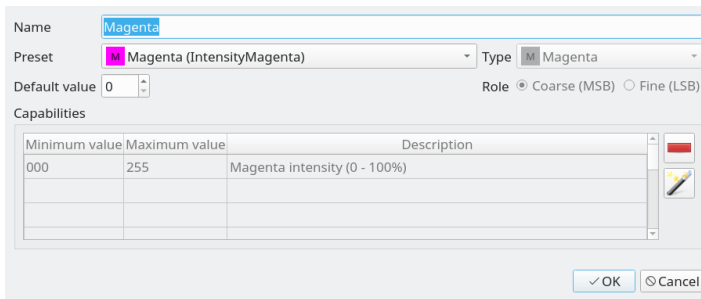 Name Magenta
Preset M Magenta (IntensityMagenta) Type M Magenta
Default value 0 Role Coarse (MSB) Fine (LSB)
Capabilities
Minimum value Maximum value Description
000 255 Magenta intensity (0 - 100%)
OK Cancel